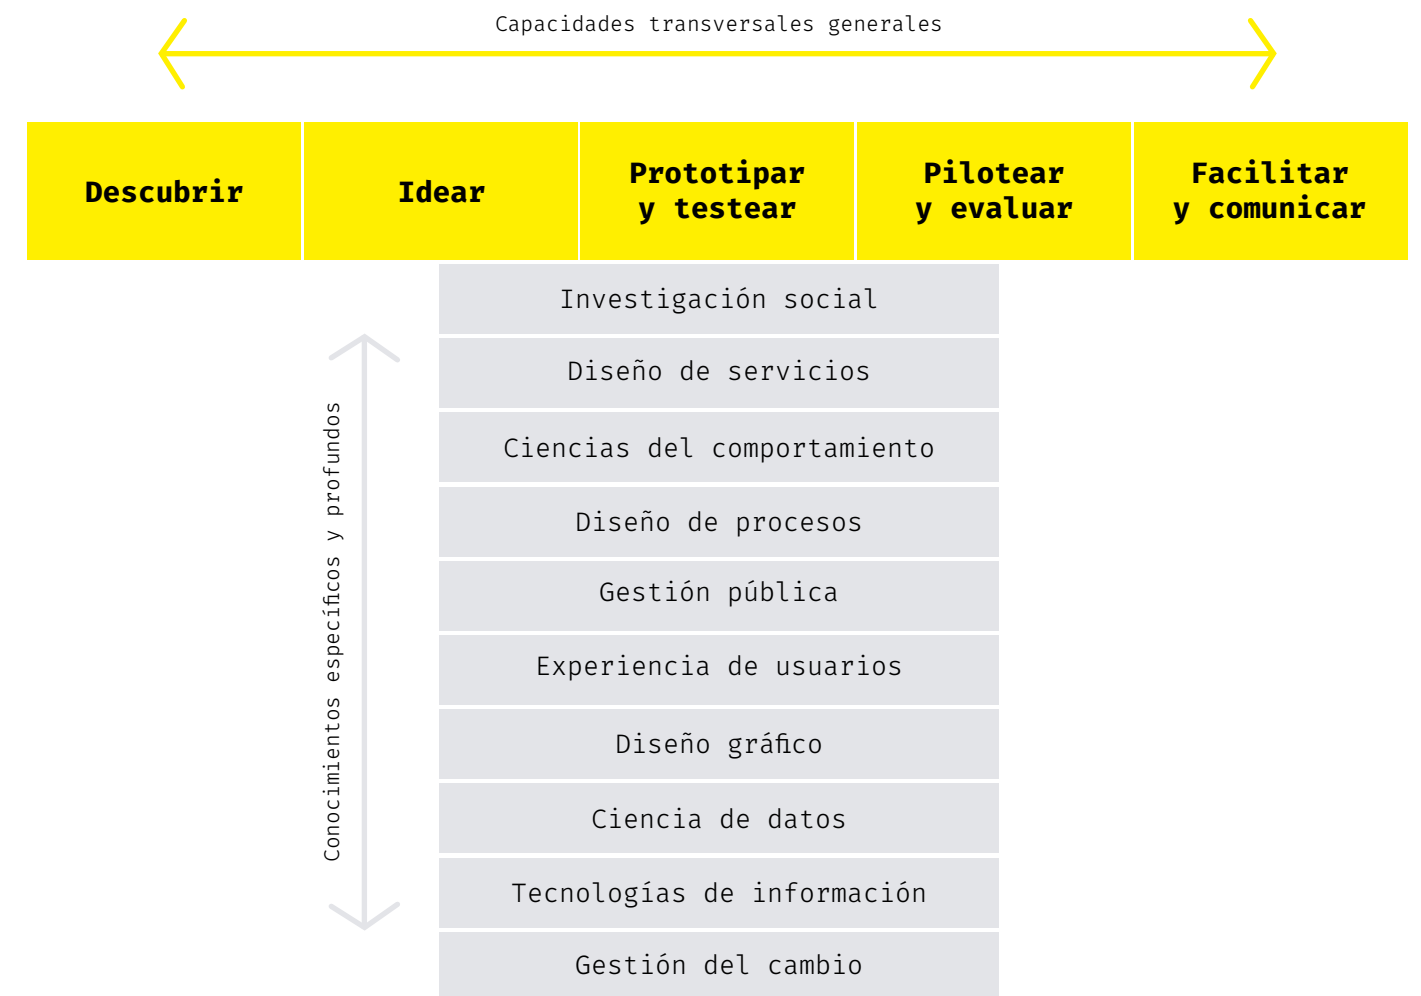 Capacidades transversales generales
Descubrir
Idear
Prototipar
y testear
Pilotear
y evaluar
Facilitar
y comunicar
Conocimientos específicos y profundos
Investigación social
Diseño de servicios
Ciencias del comportamiento
Diseño de procesos
Gestión pública
Experiencia de usuarios
Diseño gráfico
Ciencia de datos
Tecnologías de información
Gestión del cambio